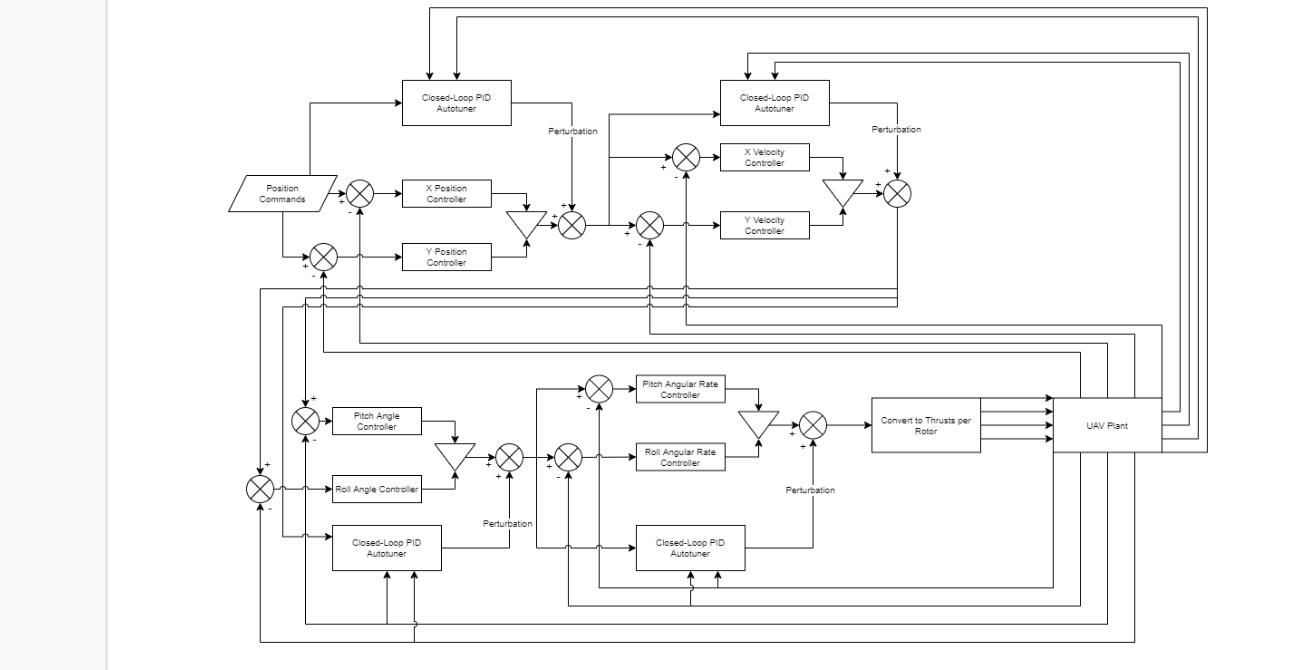 Closed-Loop PID
Autotuner
Closed-Loop PID
Autotuner
Perturbation
Perturbation
X Velocity
Controller
Position
Commands
X Position
Controller
Y Velocity
Controller
Y Position
Controller
Pitch Angular Rate
Controller
Pitch Angle
Controller
Convert to Thrusts per
Rotor
UAV Plant
Roll Angular Rate
Controller
Roll Angle Controller
Perturbation
Perturbation
Closed-Loop PID
Autotuner
Closed-Loop PID
Autotuner